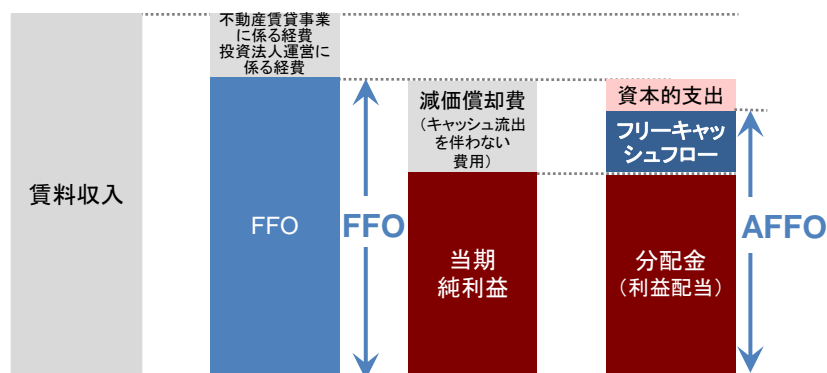 賃料収入
不動産賃貸事業
に係る経費
投資法人運営に
係る経費
FFO
FFO
減価償却費
(キャッシュ流出
を伴わない
費用)
当期
純利益
資本的支出
フリーキャッ
シュフロー
分配金
(利益配当)
AFFO